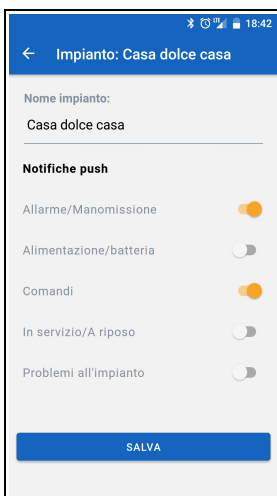 18:42
Impianto: Casa dolce casa
Nome impianto:
Casa dolce casa
Notifiche push
Allarme/Manomissione
Alimentazione/batteria
Comandi
In servizio/A riposo
Problemi all'impianto
SALVA